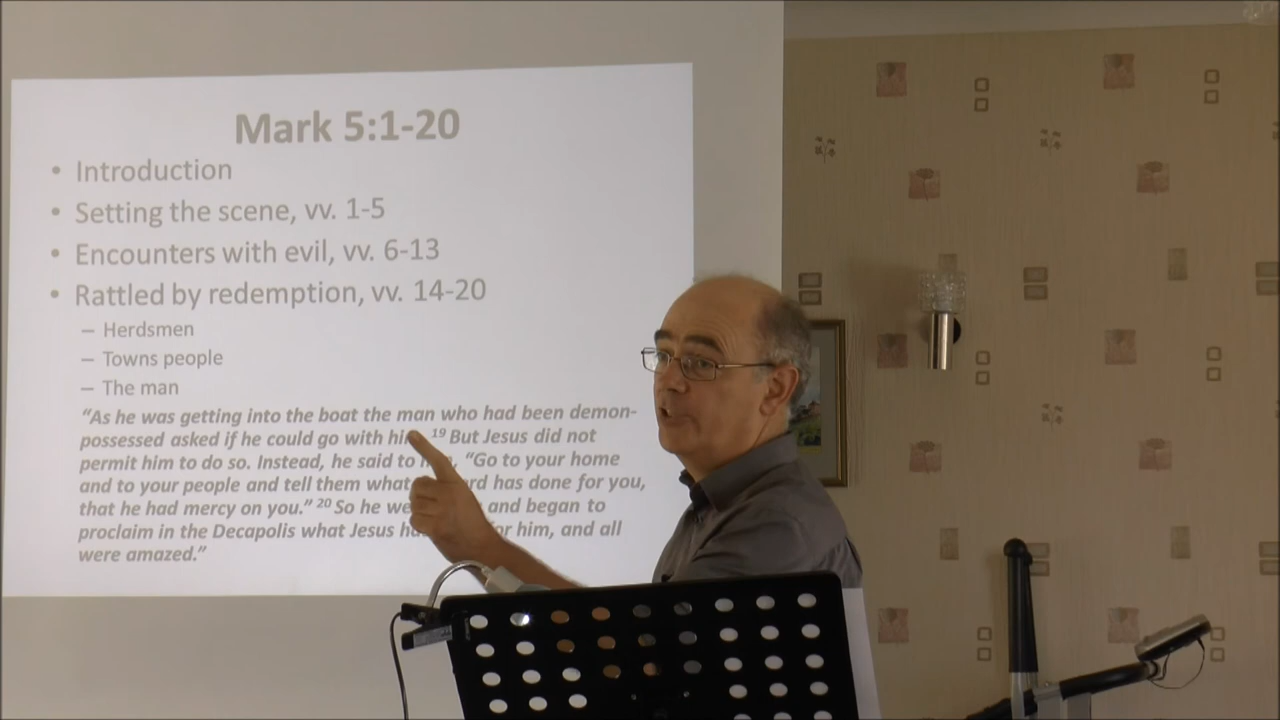 Mark 5:1-20
• Introduction
• Setting the scene, vv. 1-5
• Encounters with evil, vv. 6-13
• Rattled by redemption, vv. 14-20
– Herdsmen
– Towns people
– The man
“As he was getting into the boat the man who had been demon-
possessed asked if he could go with 19 But Jesus did not
permit him to do so. Instead, he said to “Go to your home
and to your people and tell them what has done for you,
that he had mercy on you.” 20 So he and began to
proclaim in the Decapolis what Jesus for him, and all
were amazed.”